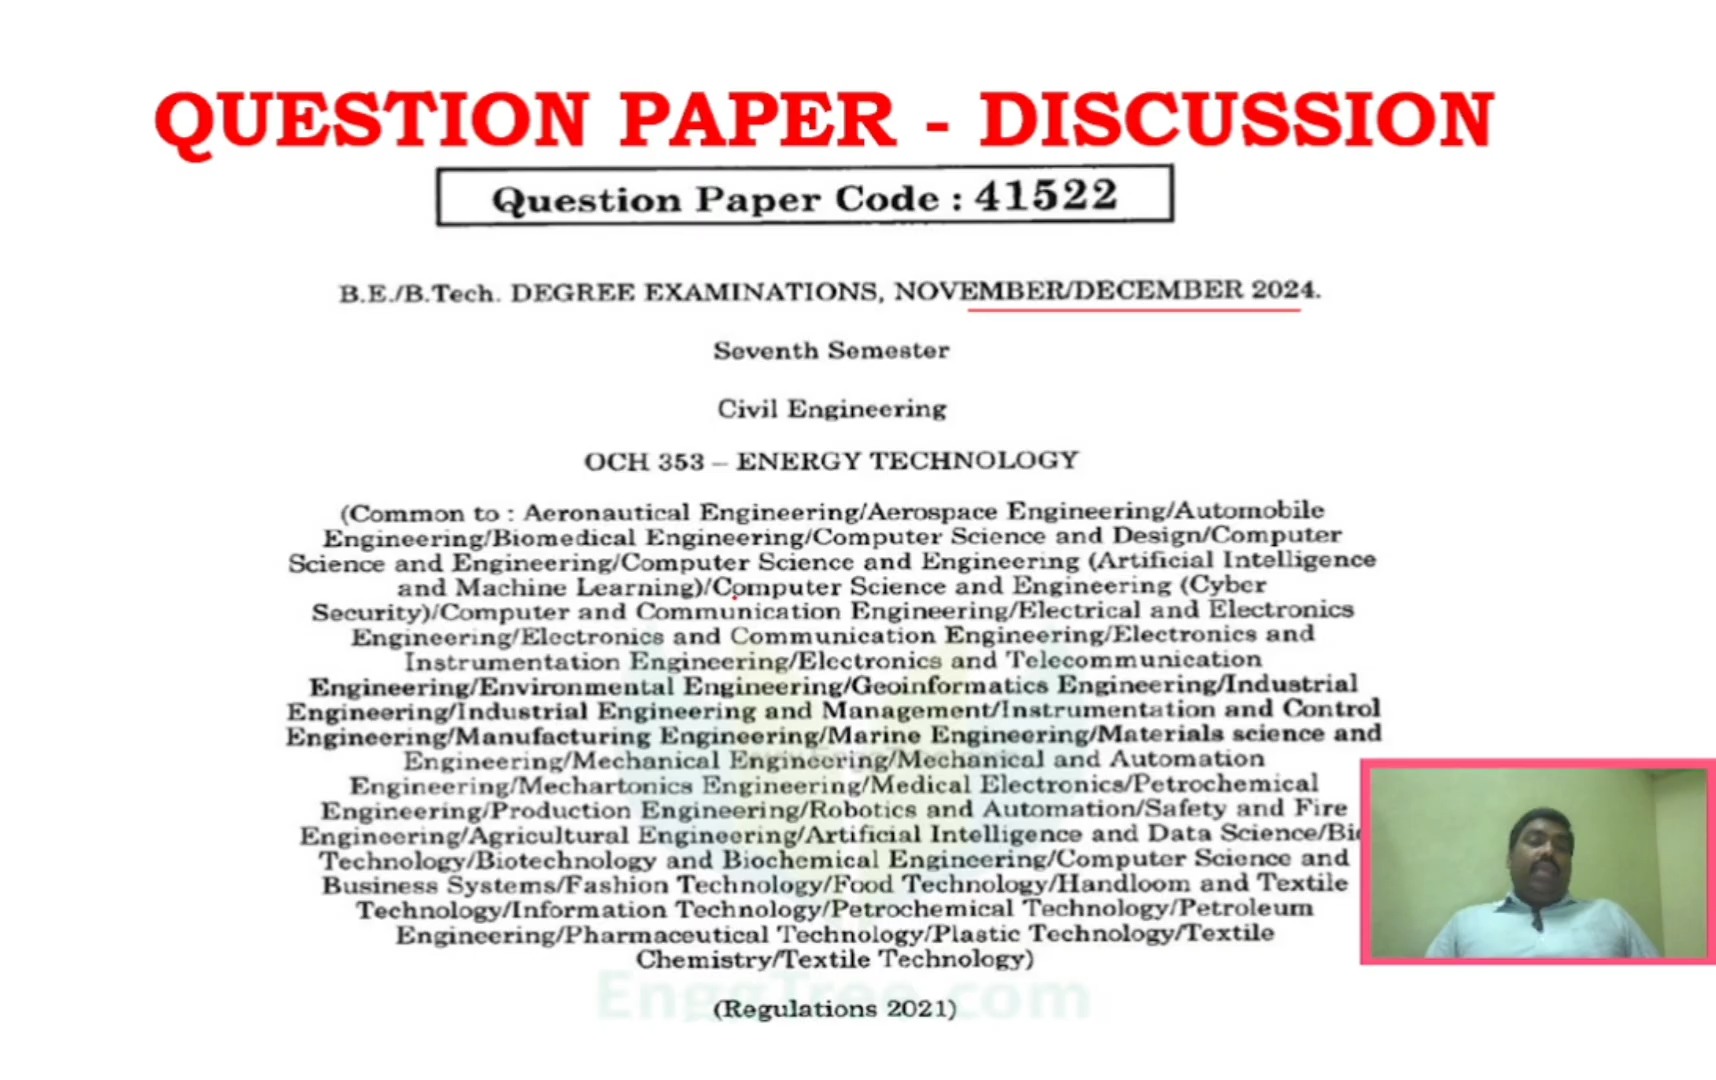 QUESTION PAPER - DISCUSSION
Question Paper Code : 41522
B.E./B.Tech. DEGREE EXAMINATIONS, NOVEMBER/DECEMBER 2024.
Seventh Semester
Civil Engineering
OCH 353 – ENERGY TECHNOLOGY
(Common to : Aeronautical Engineering/Aerospace Engineering/Automobile
Engineering/Biomedical Engineering/Computer Science and Design/Computer
Science and Engineering/Computer Science and Engineering (Artificial Intelligence
and Machine Learning)/Computer Science and Engineering (Cyber
Security)/Computer and Communication Engineering/Electrical and Electronics
Engineering/Electronics and Communication Engineering/Electronics and
Instrumentation Engineering/Electronics and Telecommunication
Engineering/Environmental Engineering/Geoinformatics Engineering/Industrial
Engineering/Industrial Engineering and Management/Instrumentation and Control
Engineering/Manufacturing Engineering/Marine Engineering/Materials science and
Engineering/Mechanical Engineering/Mechanical and Automation
Engineering/Mechartonics Engineering/Medical Electronics/Petrochemical
Engineering/Production Engineering/Robotics and Automation/Safety and Fire
Engineering/Agricultural Engineering/Artificial Intelligence and Data Science/Bio
Technology/Biotechnology and Biochemical Engineering/Computer Science and
Business Systems/Fashion Technology/Food Technology/Handloom and Textile
Technology/Information Technology/Petrochemical Technology/Petroleum
Engineering/Pharmaceutical Technology/Plastic Technology/Textile
Chemistry/Textile Technology)
EnggTree.com
(Regulations 2021)